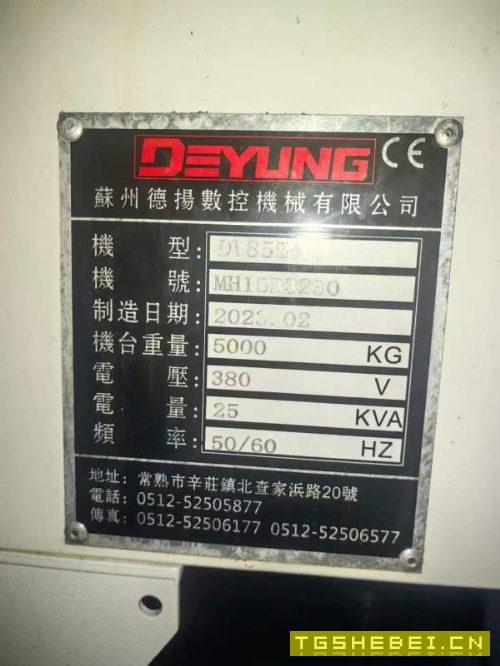 DEYUNG CE
蘇州德揚數控機械有限公司
機型:
機號:
制造日期: 2023.02
機台重量: 5000 KG
電壓: 380 V
電量: 25 KVA
頻率: 50/60 HZ
地址: 常熟市辛莊鎮北查家浜路20號
電話: 0512-52505877
傳真: 0512-52506177 0512-52506577
TGSHEBEI.CN